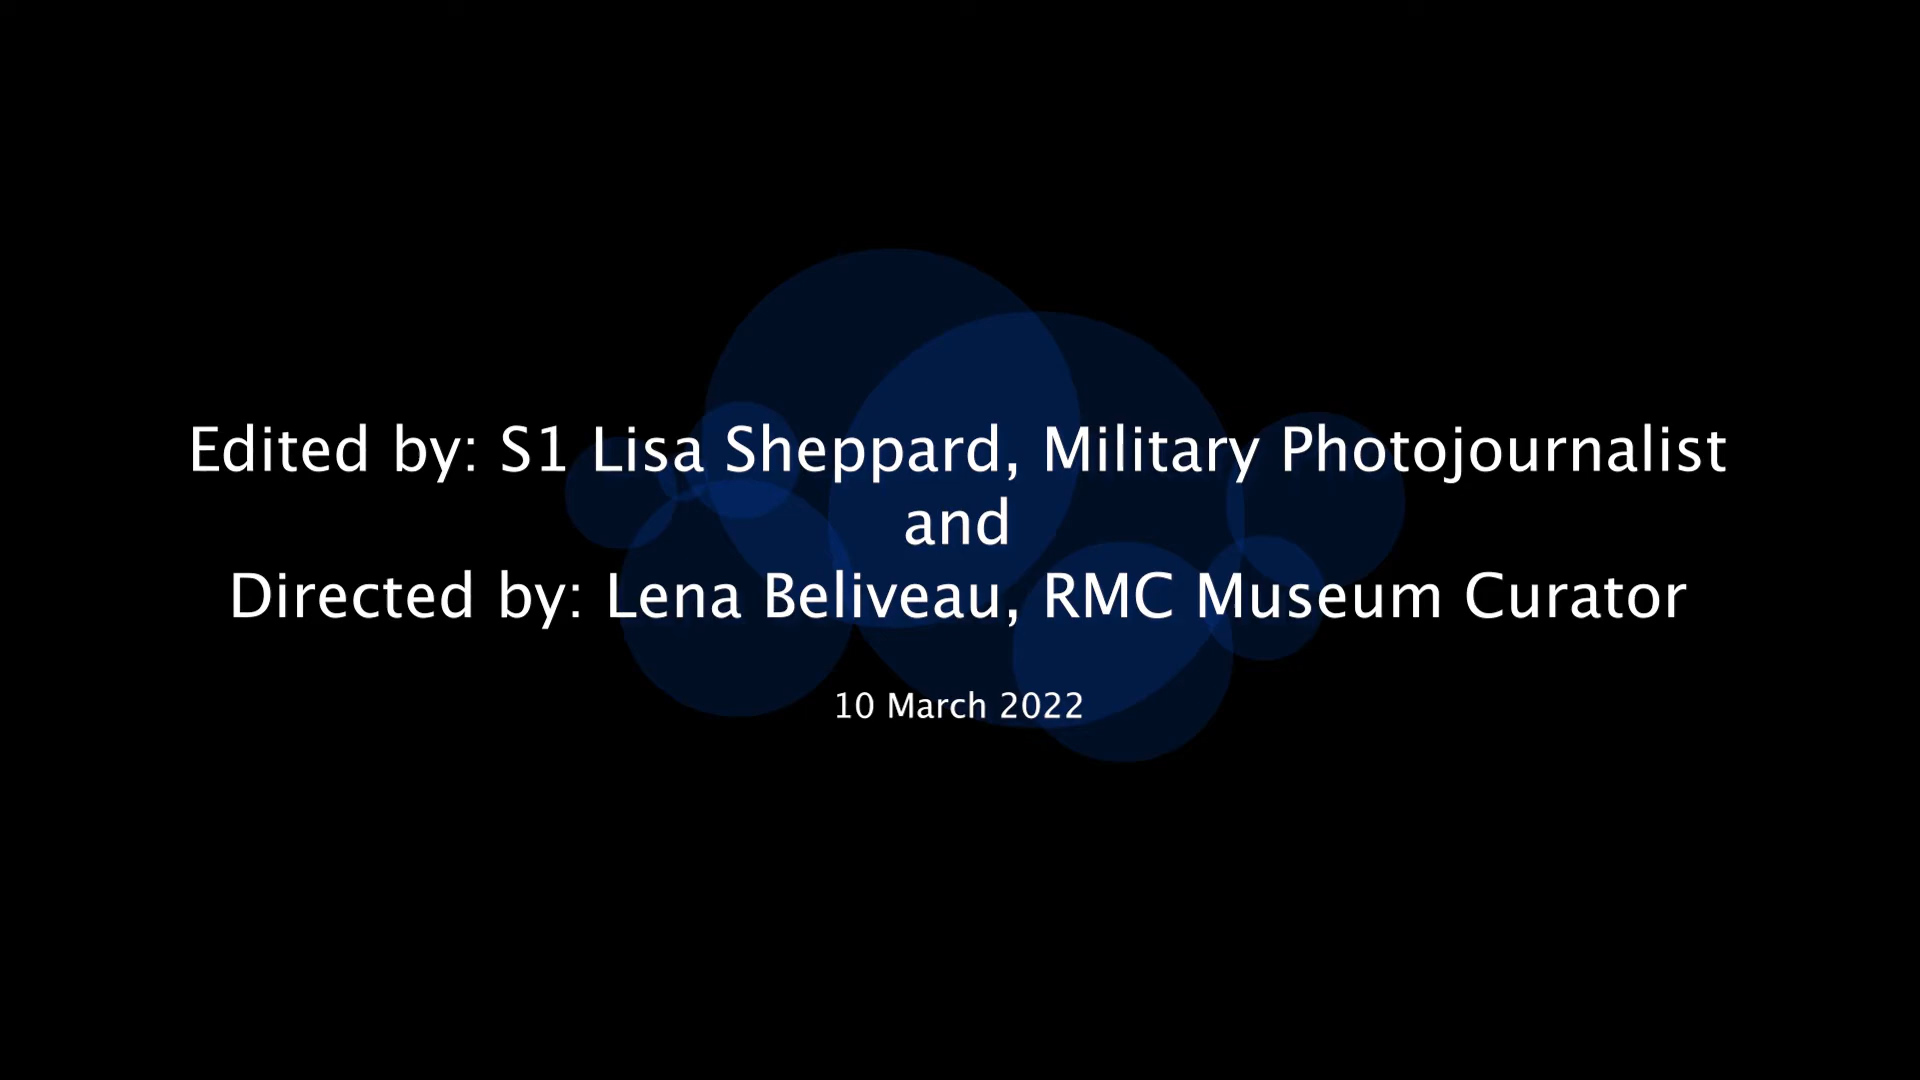 Edited by: S1 Lisa Sheppard, Military Photojournalist
and
Directed by: Lena Beliveau, RMC Museum Curator
10 March 2022